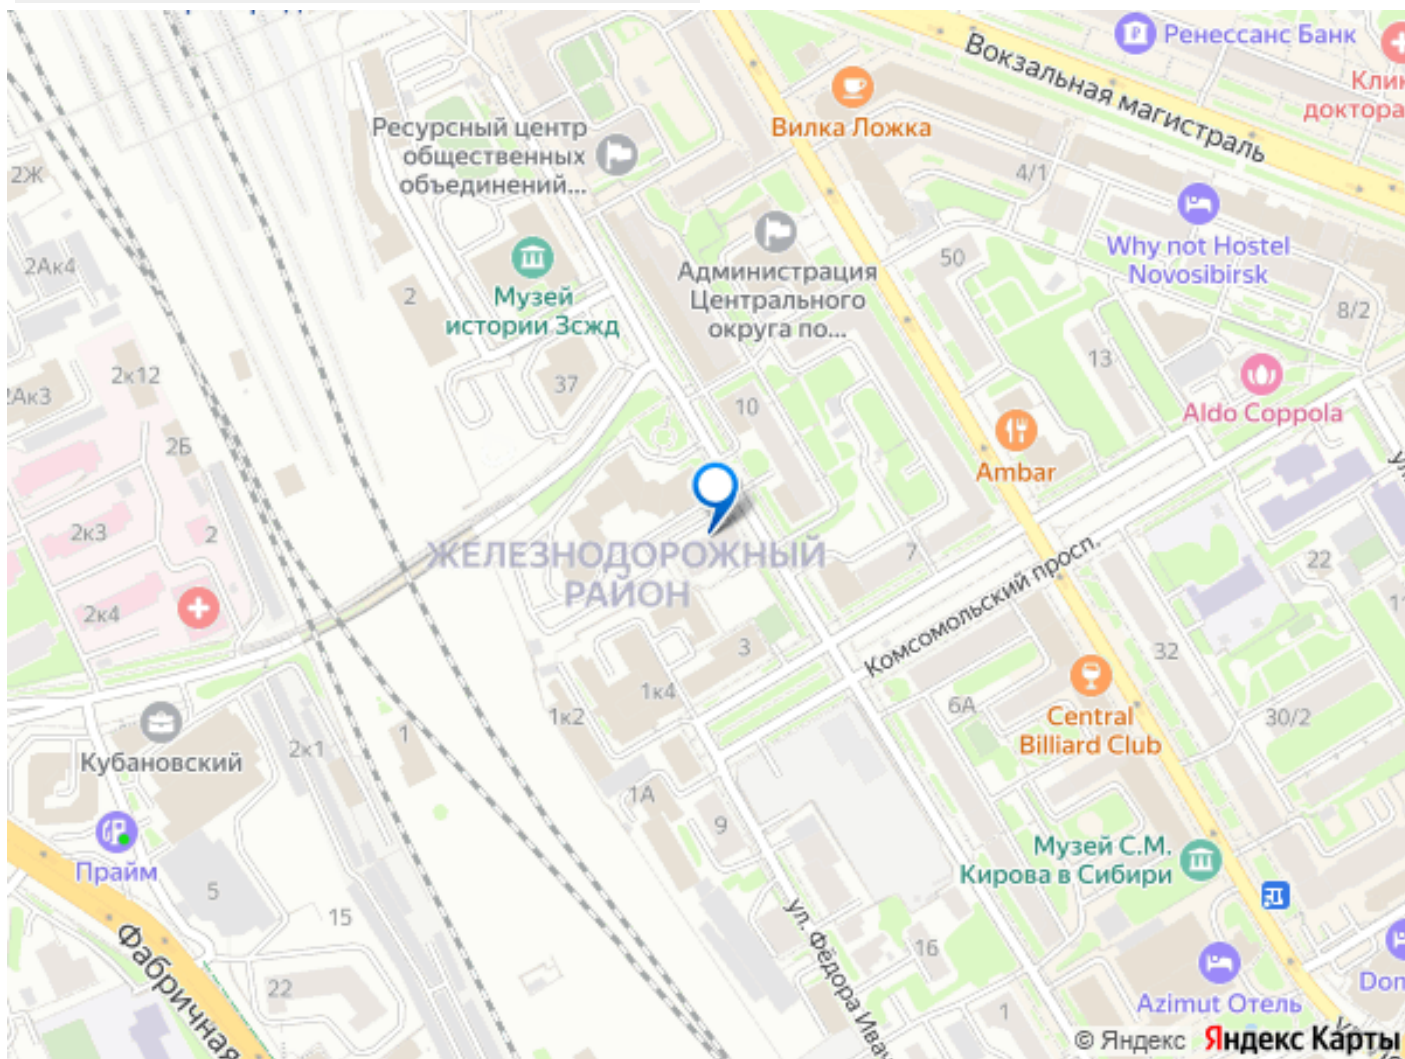 Ренессанс Банк
Вокзальная магистраль
Клин
доктора
Вилка Ложка
Ресурсный центр
общественных
объединений...
4/1
2Ж
Why not Hostel
Novosibirsk
50
2Ак4
Администрация
Центрального
округа по...
Музей
истории Зсжд
2
8/2
13
2к12
2Ак3
37
10
Aldo Coppola
2Б
Ambar
2к3
2
ЖЕЛЕЗНОДОРОЖНЫЙ
РАЙОН
7
Комсомольский просп.
22
2к4
11
3
32
1к4
6А
1к2
Central
Billiard Club
30/2
1
2к1
Кубановский
1А
9
Музей С.М.
Кирова в Сибири
Прайм
5
15
ул. Фёдора Ивач
16
Фабричная
22
Azimut Отель
Dom
1
© Яндекс Яндекс Карты